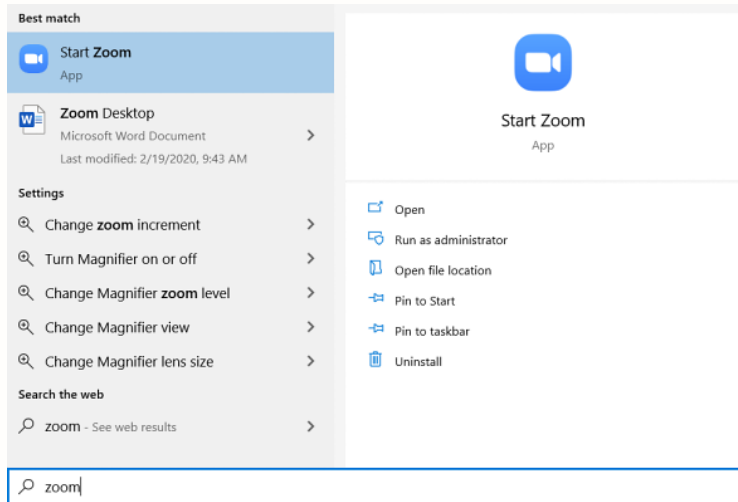 Best match
Start Zoom
App
Zoom Desktop
Microsoft Word Document
Last modified: 2/19/2020, 9:43 AM
Settings
Change zoom increment
Turn Magnifier on or off
Change Magnifier zoom level
Change Magnifier view
Change Magnifier lens size
Search the web
zoom - See web results
zoom
Start Zoom
App
Open
Run as administrator
Open file location
Pin to Start
Pin to taskbar
Uninstall